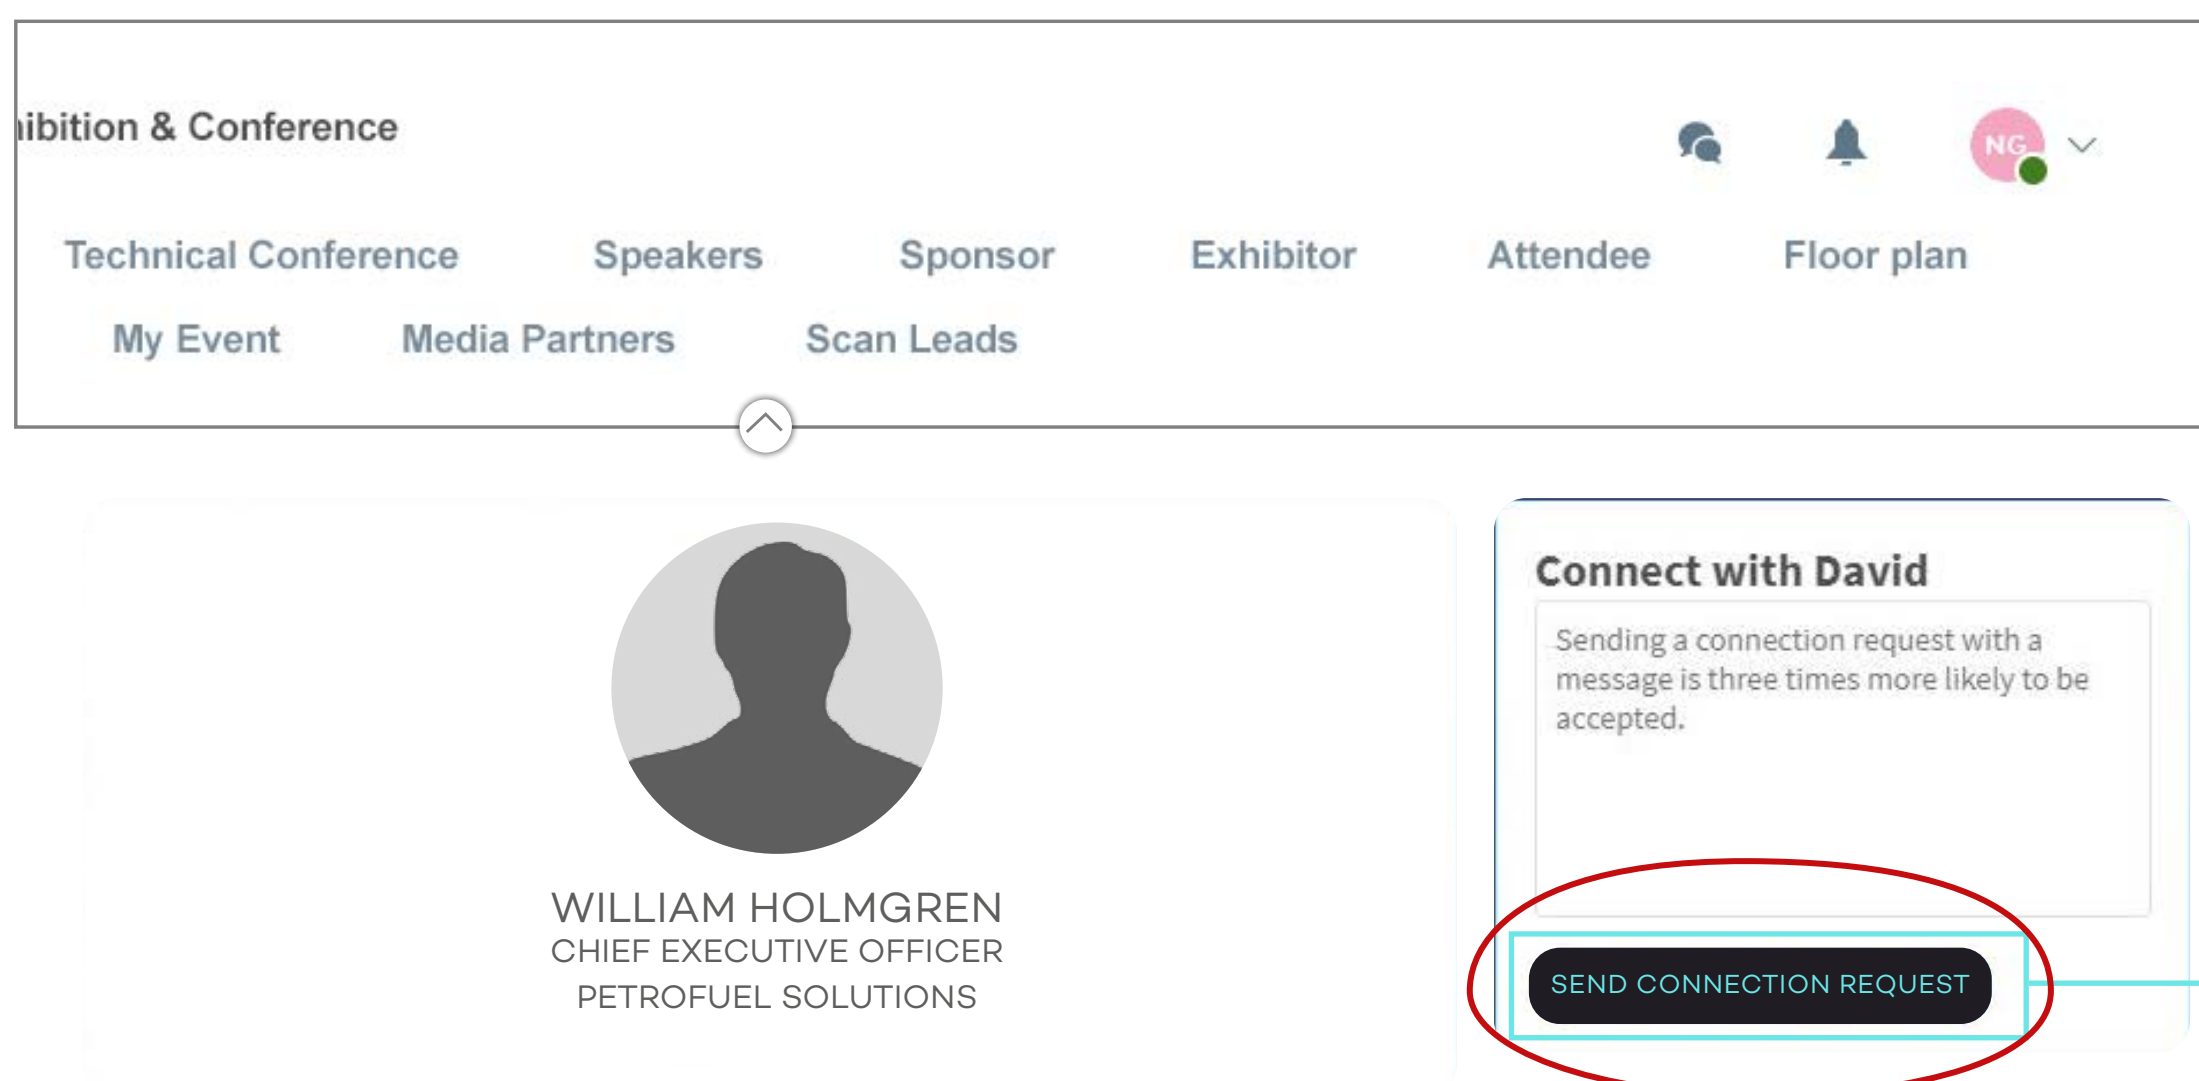 ibition & Conference
NG
Technical Conference Speakers Sponsor Exhibitor Attendee Floor plan
My Event Media Partners Scan Leads
WILLIAM HOLMGREN
CHIEF EXECUTIVE OFFICER
PETROFUEL SOLUTIONS
Connect with David
Sending a connection request with a
message is three times more likely to be
accepted.
SEND CONNECTION REQUEST